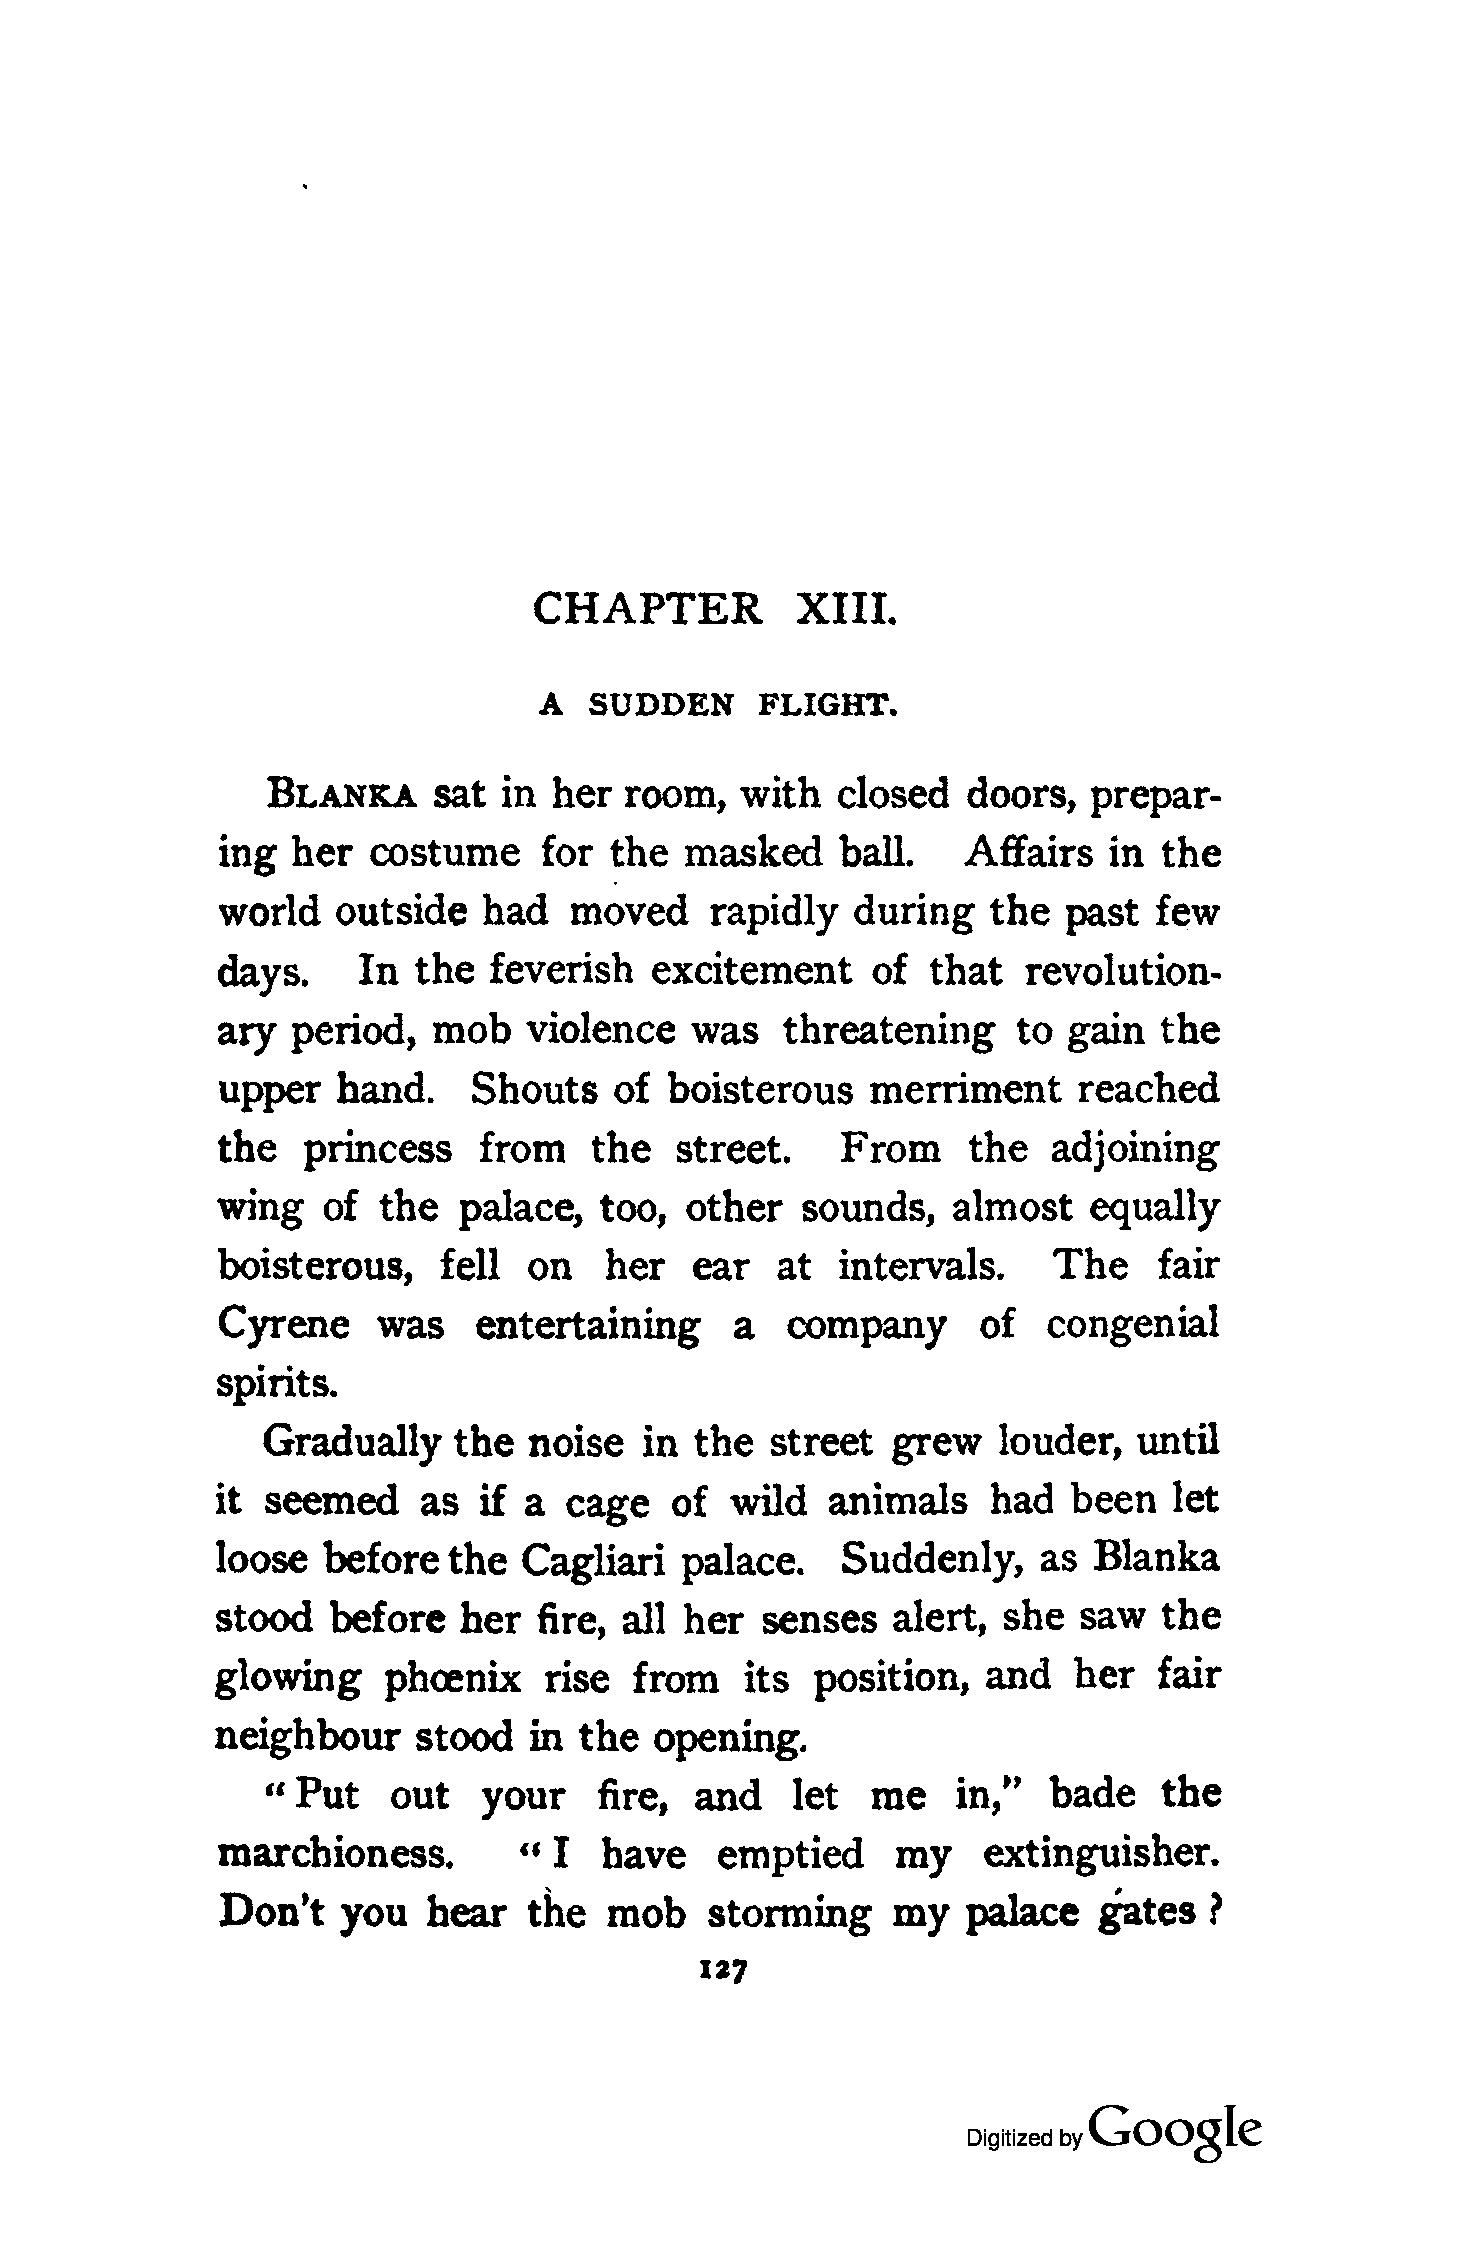 CHAPTER XIII.
A SUDDEN FLIGHT.
BLANKA sat in her room, with closed doors, prepar-
ing her costume for the masked ball. Affairs in the
world outside had moved rapidly during the past few
days. In the feverish excitement of that revolution-
ary period, mob violence was threatening to gain the
upper hand. Shouts of boisterous merriment reached
the princess from the street. From the adjoining
wing of the palace, too, other sounds, almost equally
boisterous, fell on her ear at intervals. The fair
Cyrene was entertaining a company of congenial
spirits.
Gradually the noise in the street grew louder, until
it seemed as if a cage of wild animals had been let
loose before the Cagliari palace. Suddenly, as Blanka
stood before her fire, all her senses alert, she saw the
glowing phœnix rise from its position, and her fair
neighbour stood in the opening.
"Put out your fire, and let me in," bade the
marchioness. "I have emptied my extinguisher.
Don't you hear the mob storming my palace gates?
127
Digitized by Google